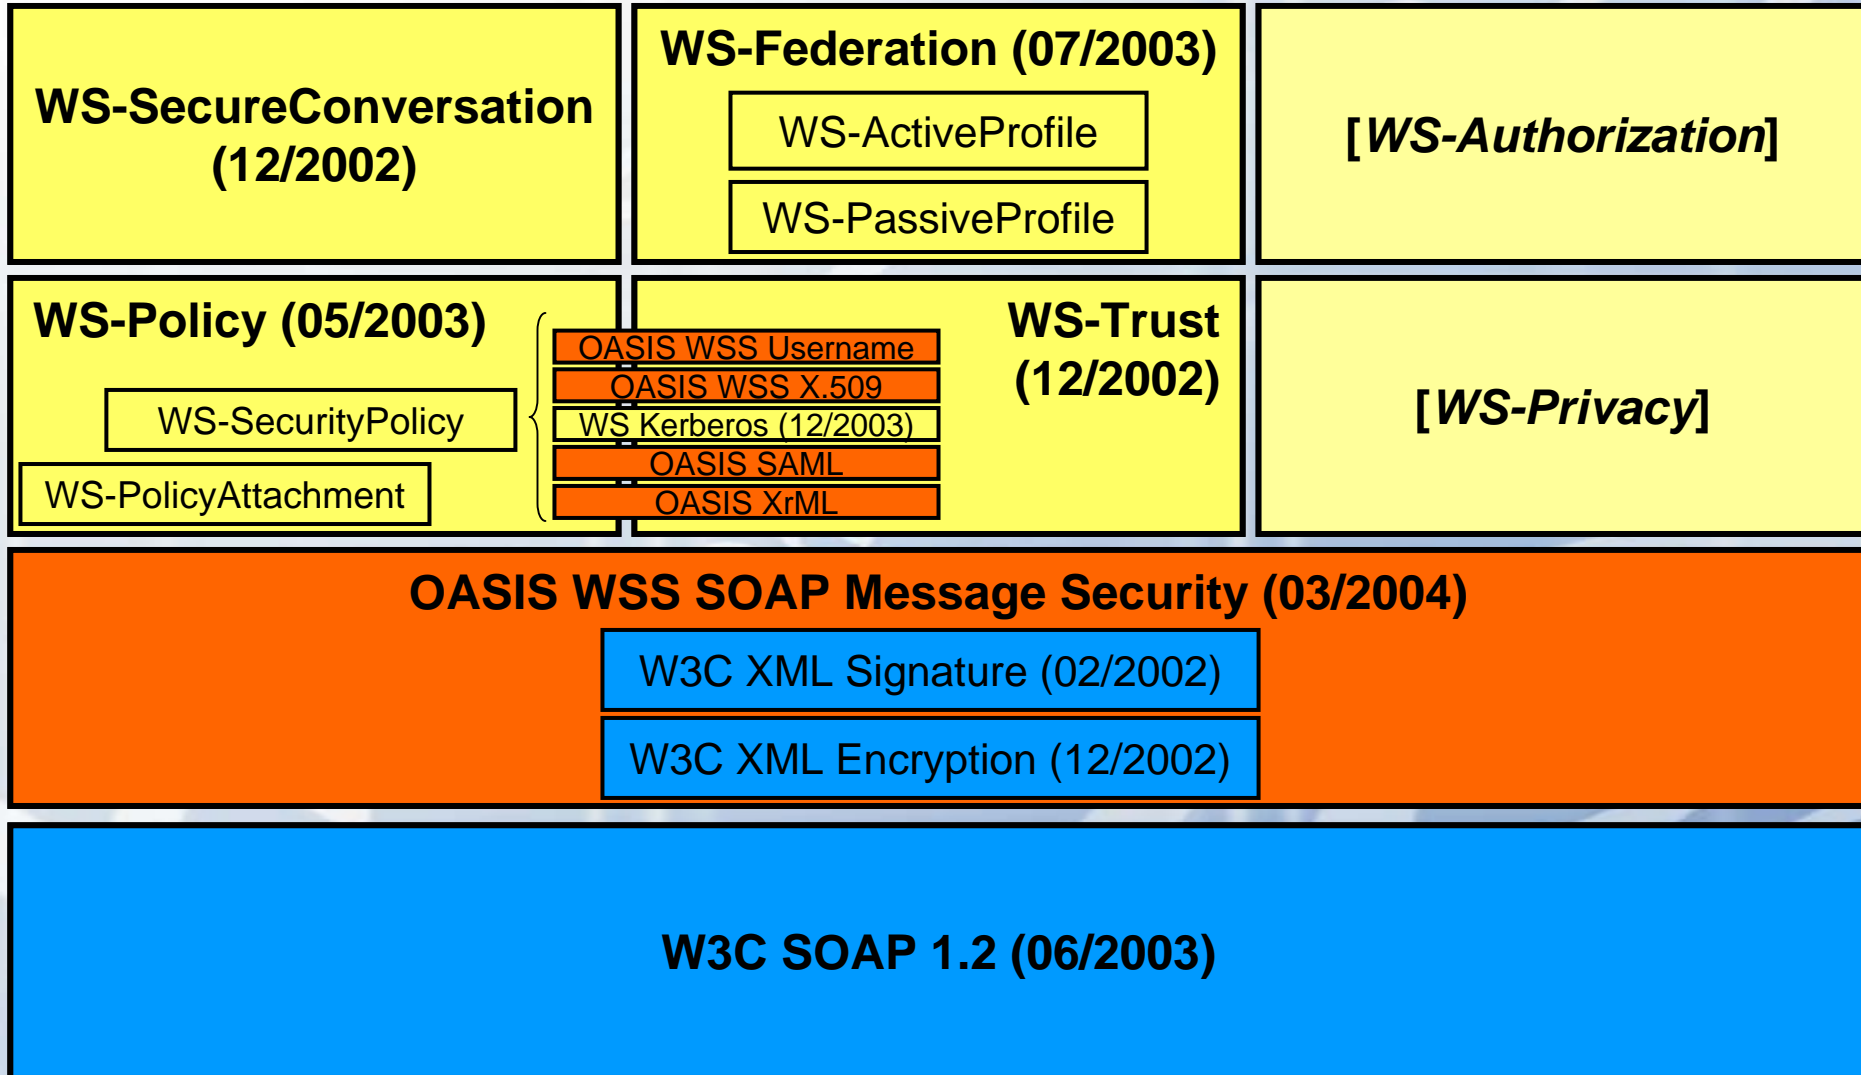 WS-SecureConversation
(12/2002)
WS-Federation (07/2003)
WS-ActiveProfile
WS-PassiveProfile
[WS-Authorization]
WS-Policy (05/2003)
WS-SecurityPolicy
WS-PolicyAttachment
OASIS WSS Username
OASIS WSS X.509
WS Kerberos (12/2003)
OASIS SAML
OASIS XrML
WS-Trust
(12/2002)
[WS-Privacy]
OASIS WSS SOAP Message Security (03/2004)
W3C XML Signature (02/2002)
W3C XML Encryption (12/2002)
W3C SOAP 1.2 (06/2003)